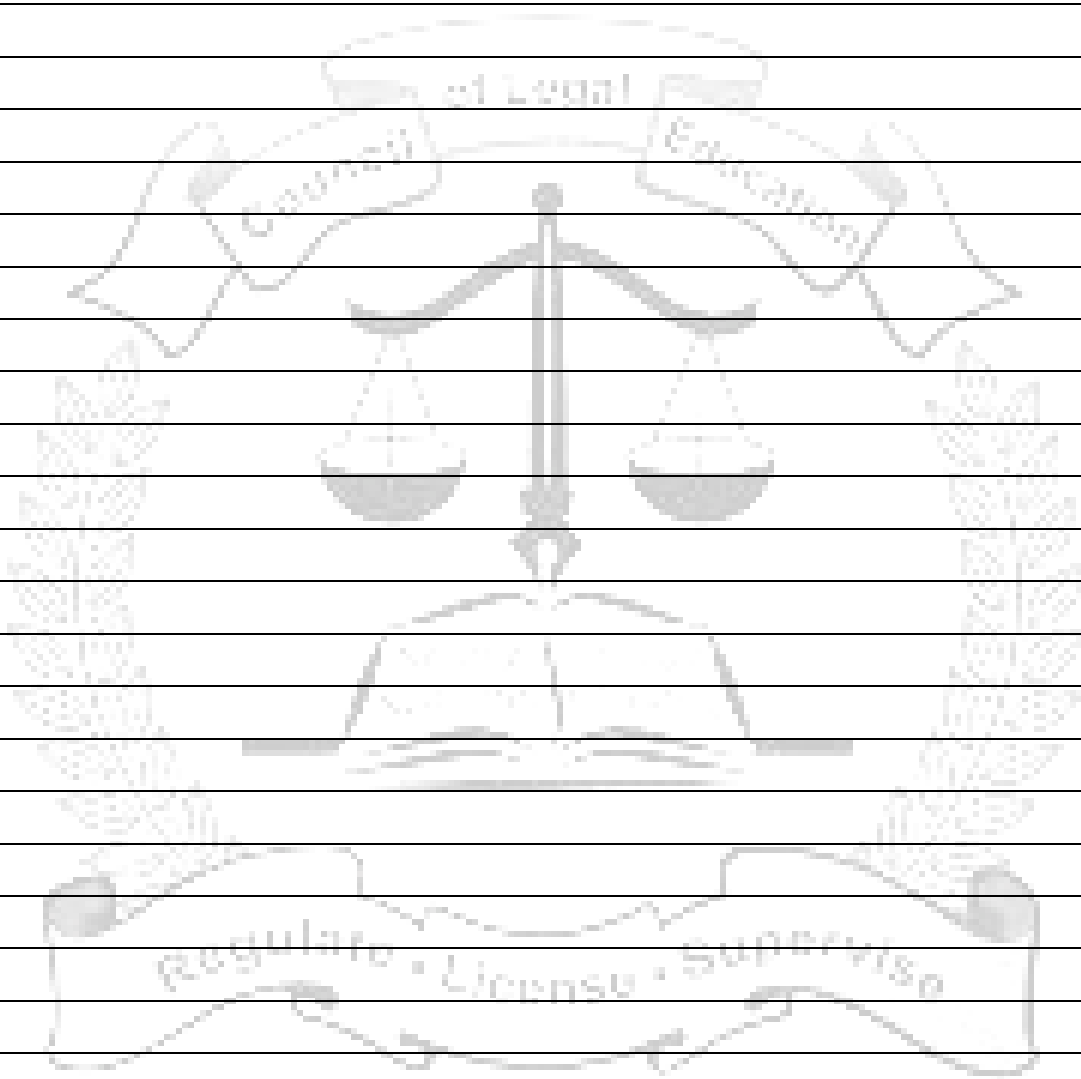 Council of Legal Education
Regulate • License • Supervise